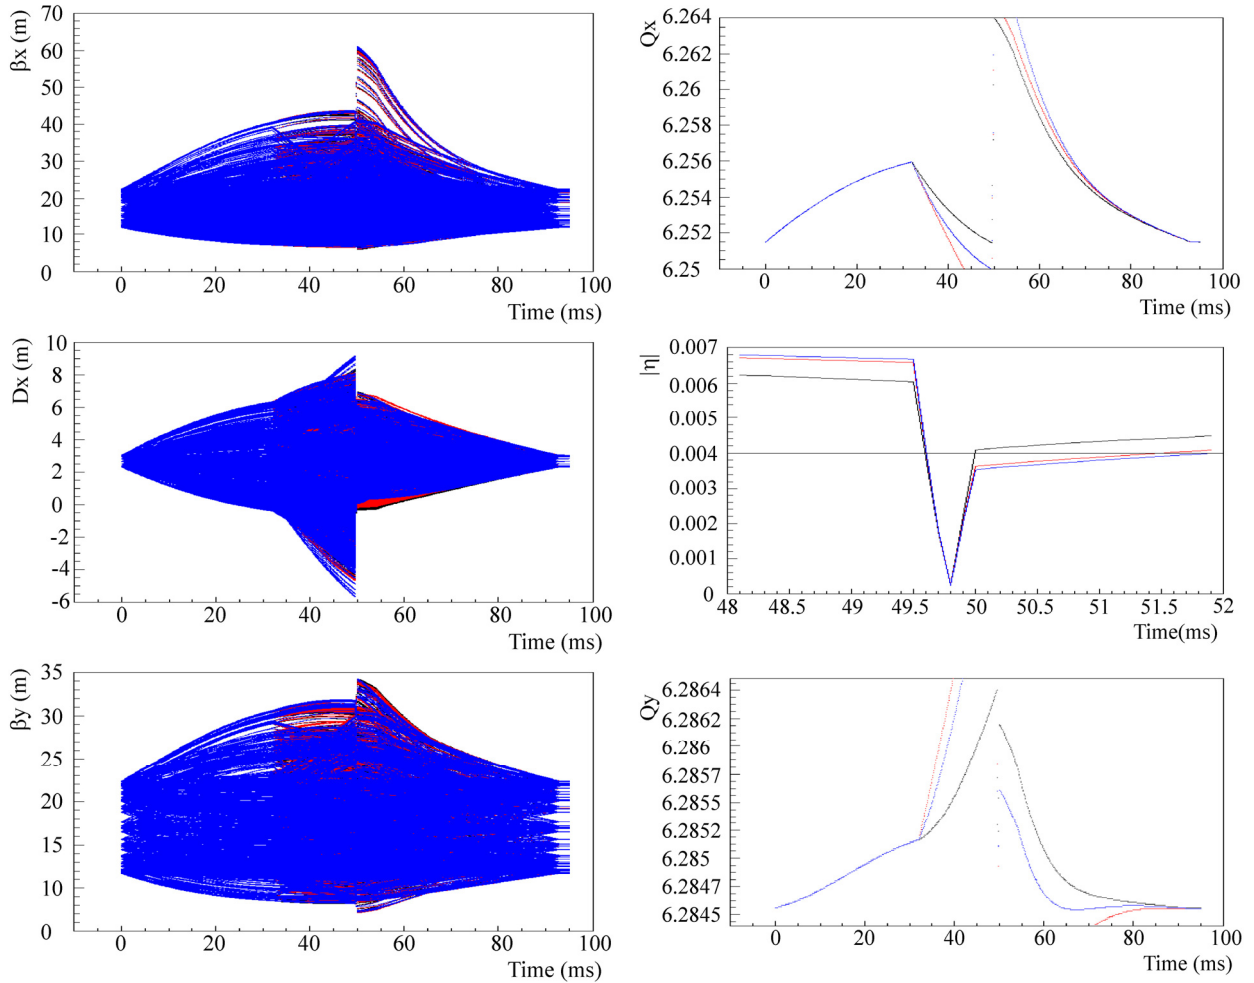 βx (m)
70
60
50
40
30
20
10
0
0 20 40 60 80 100
Time (ms)
Qx
6.264
6.262
6.26
6.258
6.256
6.254
6.252
6.25
0 20 40 60 80 100
Time (ms)
Dx (m)
10
8
6
4
2
0
-2
-4
-6
0 20 40 60 80 100
Time (ms)
|η|
0.007
0.006
0.005
0.004
0.003
0.002
0.001
0
48 48.5 49 49.5 50 50.5 51 51.5 52
Time(ms)
βy (m)
35
30
25
20
15
10
5
0
0 20 40 60 80 100
Time (ms)
Qy
6.2864
6.2862
6.286
6.2857
6.2855
6.2852
6.285
6.2847
6.2845
0 20 40 60 80 100
Time (ms)